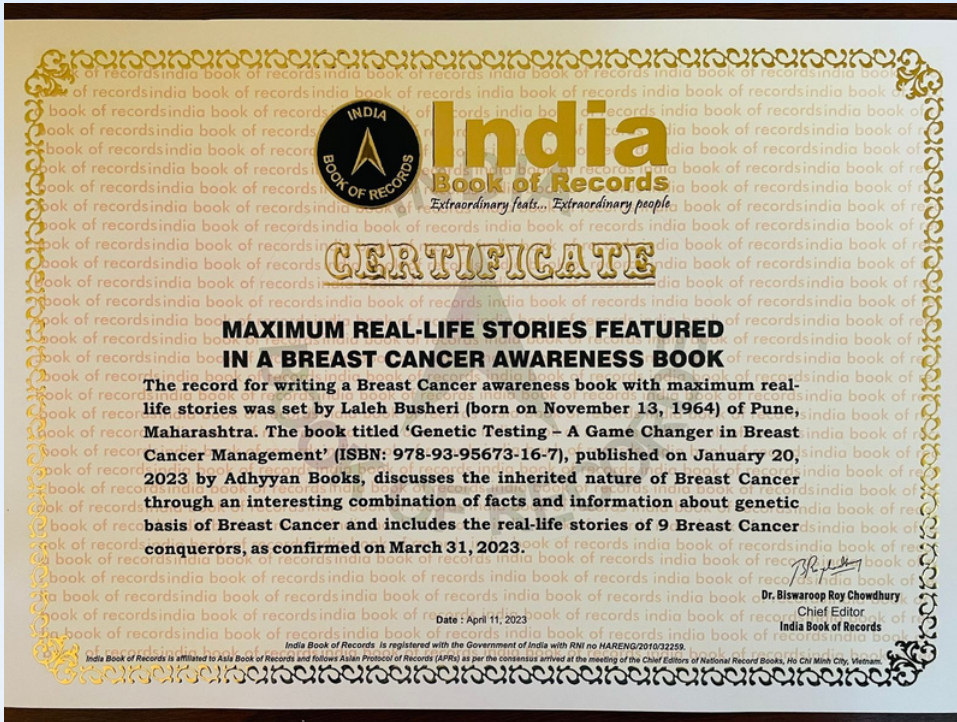 INDIA
BOOK OF RECORDS
India
Book of Records
Extraordinary feats... Extraordinary people
CERTIFICATE
MAXIMUM REAL-LIFE STORIES FEATURED
IN A BREAST CANCER AWARENESS BOOK
The record for writing a Breast Cancer awareness book with maximum real-
life stories was set by Laleh Busheri (born on November 13, 1964) of Pune,
Maharashtra. The book titled ‘Genetic Testing – A Game Changer in Breast
Cancer Management’ (ISBN: 978-93-95673-16-7), published on January 20,
2023 by Adhyyan Books, discusses the inherited nature of Breast Cancer
through an interesting combination of facts and information about genetic
basis of Breast Cancer and includes the real-life stories of 9 Breast Cancer
conquerors, as confirmed on March 31, 2023.
Dr. Biswaroop Roy Chowdhury
Chief Editor
India Book of Records
Date : April 11, 2023
India Book of Records is registered with the Government of India with RNI no HARENG/2010/32259.
India Book of Records is affiliated to Asia Book of Records and follows Asian Protocol of Records (APRs) as per the consensus arrived at the meeting of the Chief Editors of National Record Books, Ho Chi Minh City, Vietnam.